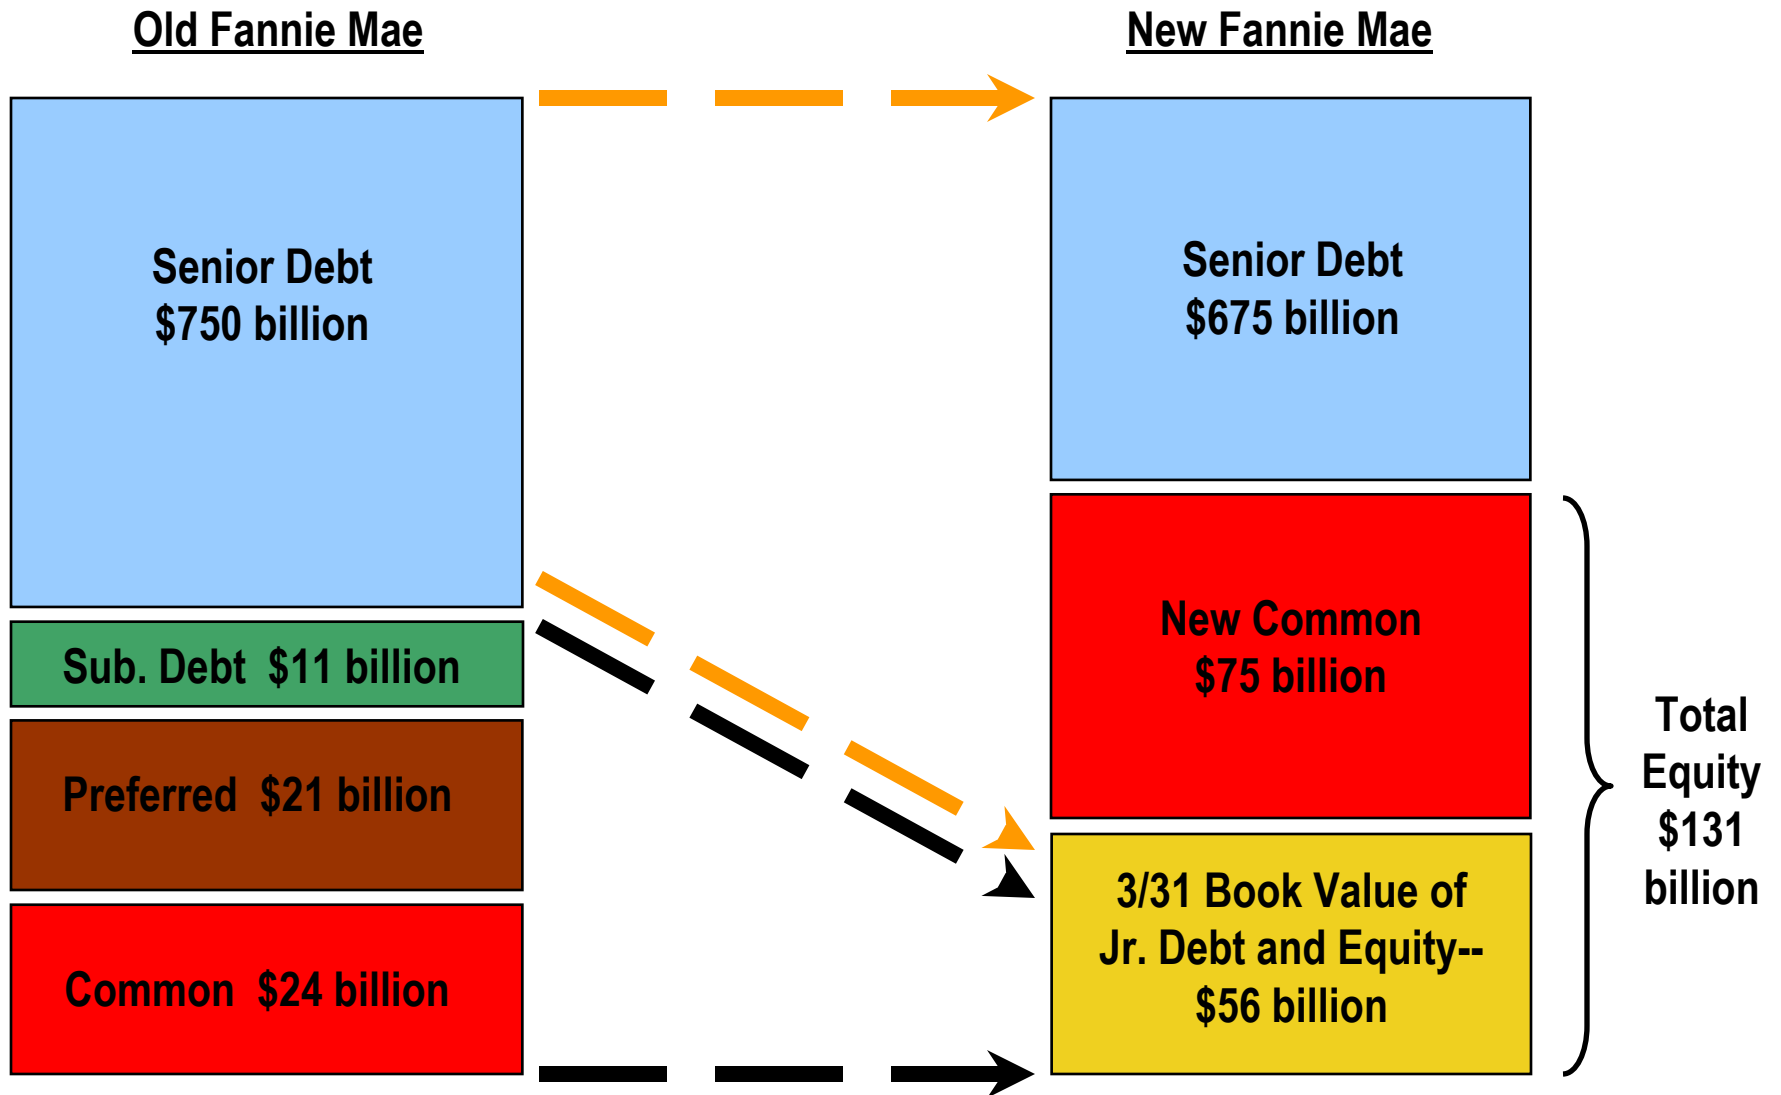 Old Fannie Mae
Senior Debt
$750 billion
Sub. Debt $11 billion
Preferred $21 billion
Common $24 billion
New Fannie Mae
Senior Debt
$675 billion
New Common
$75 billion
3/31 Book Value of
Jr. Debt and Equity--
$56 billion
Total
Equity
$131
billion